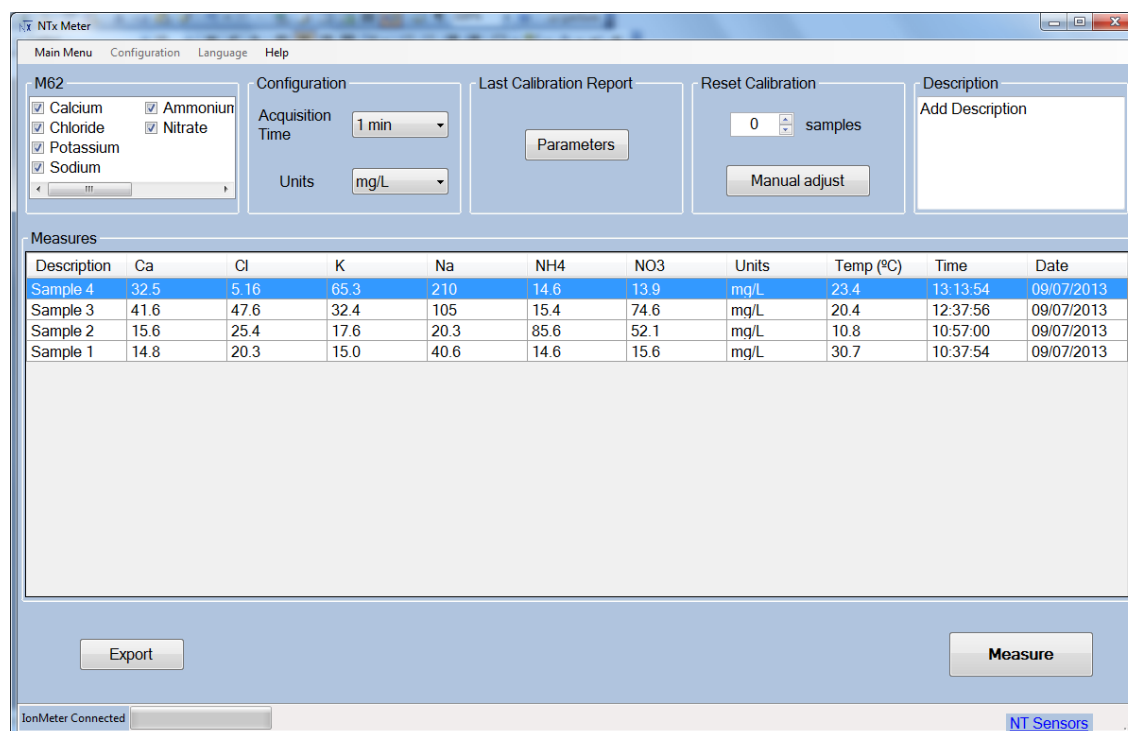 NTx Meter
Main Menu Configuration Language Help
M62 Configuration Last Calibration Report Reset Calibration Description
Calcium Ammonium
Chloride Nitrate
Potassium
Sodium
Acquisition Time 1 min
Units mg/L
Parameters
0 samples
Manual adjust
Add Description
Measures
Description Ca Cl K Na NH4 NO3 Units Temp (ºC) Time Date
Sample 4 32.5 5.16 65.3 210 14.6 13.9 mg/L 23.4 13:13:54 09/07/2013
Sample 3 41.6 47.6 32.4 105 15.4 74.6 mg/L 20.4 12:37:56 09/07/2013
Sample 2 15.6 25.4 17.6 20.3 85.6 52.1 mg/L 10.8 10:57:00 09/07/2013
Sample 1 14.8 20.3 15.0 40.6 14.6 15.6 mg/L 30.7 10:37:54 09/07/2013
Export Measure
IonMeter Connected NT Sensors